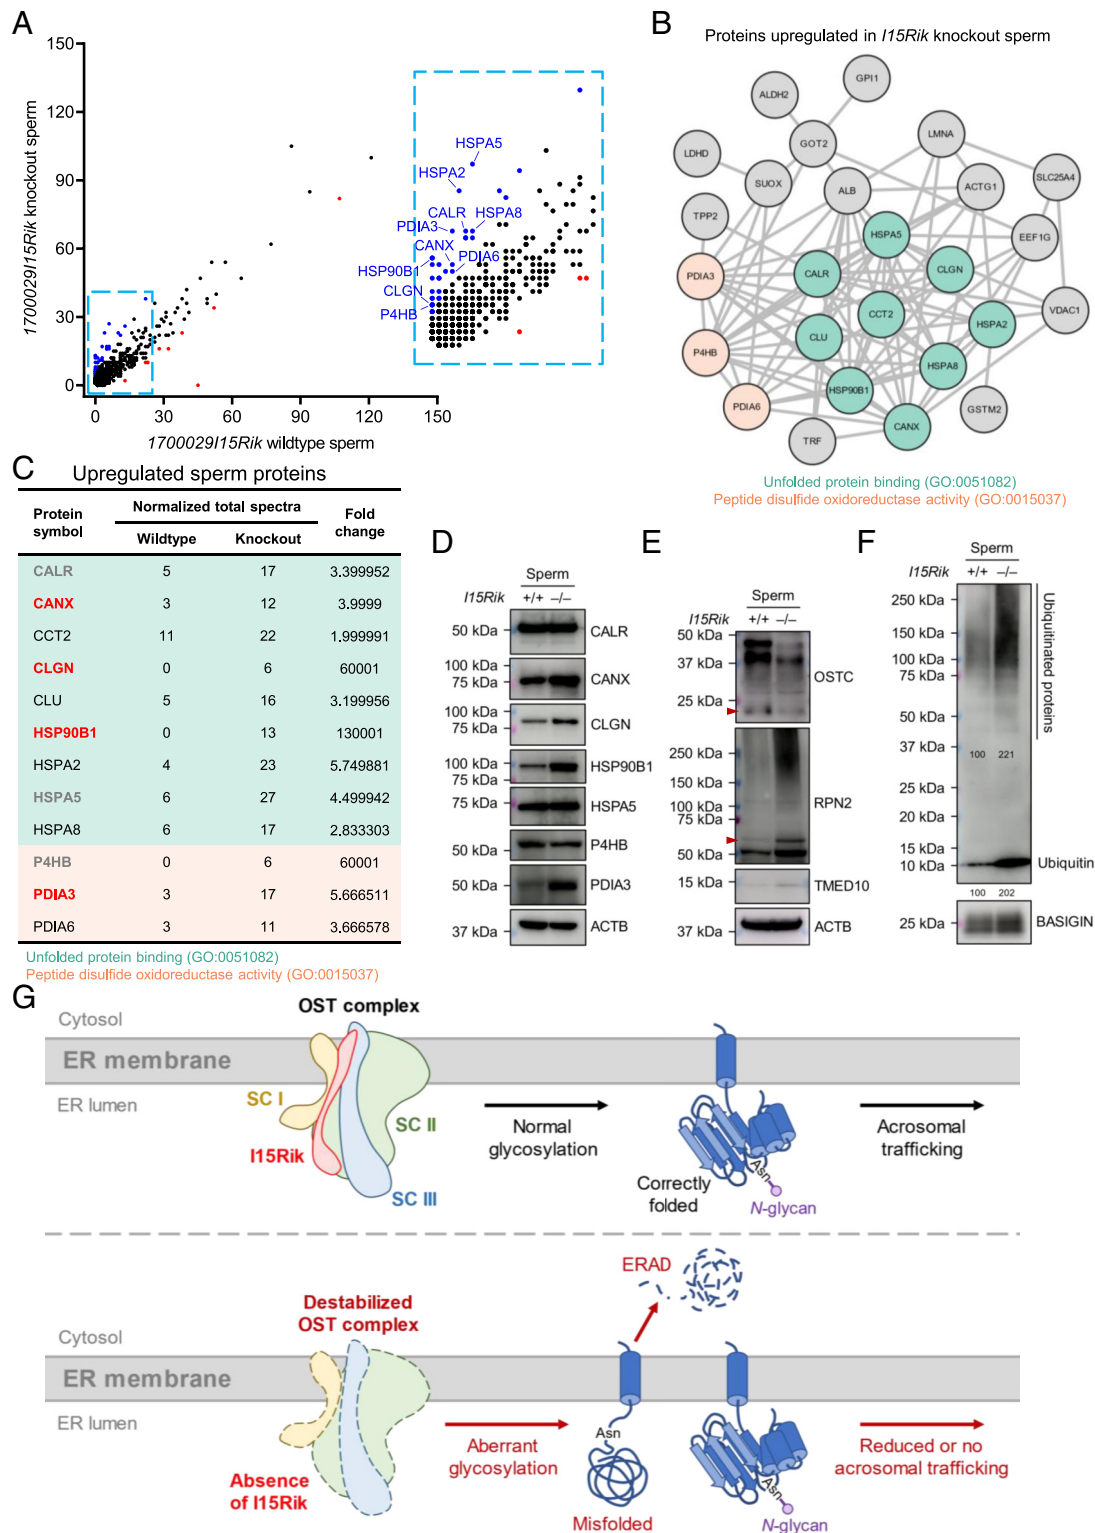 A
150
120
90
60
30
0
0
30
60
90
120
150
1700029I15Rik knockout sperm
1700029I15Rik wildtype sperm
HSPA5
HSPA2
CALR
HSPA8
PDIA3
CANX
HSP90B1
PDIA6
CLGN
P4HB
B
Proteins upregulated in I15Rik knockout sperm
GPI1
ALDH2
LMNA
GOT2
LDHD
SLC25A4
SUOX
ALB
ACTG1
TPP2
HSPA5
EEF1G
PDIA3
CALR
CLGN
CCT2
VDAC1
HSPA2
CLU
P4HB
HSPA8
HSP90B1
PDIA6
GSTM2
CANX
TRF
Unfolded protein binding (GO:0051082)
Peptide disulfide oxidoreductase activity (GO:0015037)
C
Upregulated sperm proteins
Protein symbol Normalized total spectra Fold change
Wildtype Knockout
CALR 5 17 3.399952
CANX 3 12 3.9999
CCT2 11 22 1.999991
CLGN 0 6 60001
CLU 5 16 3.199956
HSP90B1 0 13 130001
HSPA2 4 23 5.749881
HSPA5 6 27 4.499942
HSPA8 6 17 2.833303
P4HB 0 6 60001
PDIA3 3 17 5.666511
PDIA6 3 11 3.666578
Unfolded protein binding (GO:0051082)
Peptide disulfide oxidoreductase activity (GO:0015037)
D
Sperm
I15Rik +/+ –/–
50 kDa CALR
100 kDa
75 kDa CANX
100 kDa
75 kDa CLGN
100 kDa HSP90B1
75 kDa
75 kDa HSPA5
50 kDa P4HB
50 kDa PDIA3
37 kDa ACTB
E
Sperm
I15Rik +/+ –/–
50 kDa
37 kDa OSTC
25 kDa
250 kDa
150 kDa
100 kDa RPN2
75 kDa
50 kDa
15 kDa TMED10
37 kDa ACTB
F
Sperm
I15Rik +/+ –/–
250 kDa
150 kDa
100 kDa
75 kDa
50 kDa
37 kDa
Ubiquitinated proteins
100 221
25 kDa
20 kDa
15 kDa
10 kDa Ubiquitin
100 202
25 kDa BASIGIN
G
OST complex
Cytosol
ER membrane
ER lumen
SC I
SC II
I15Rik
SC III
Normal
glycosylation
Correctly
folded
Asn
N-glycan
Acrosomal
trafficking
Destabilized
OST complex
Cytosol
ER membrane
ER lumen
Absence
of I15Rik
Aberrant
glycosylation
ERAD
Asn
Misfolded
Asn
N-glycan
Reduced or no
acrosomal trafficking